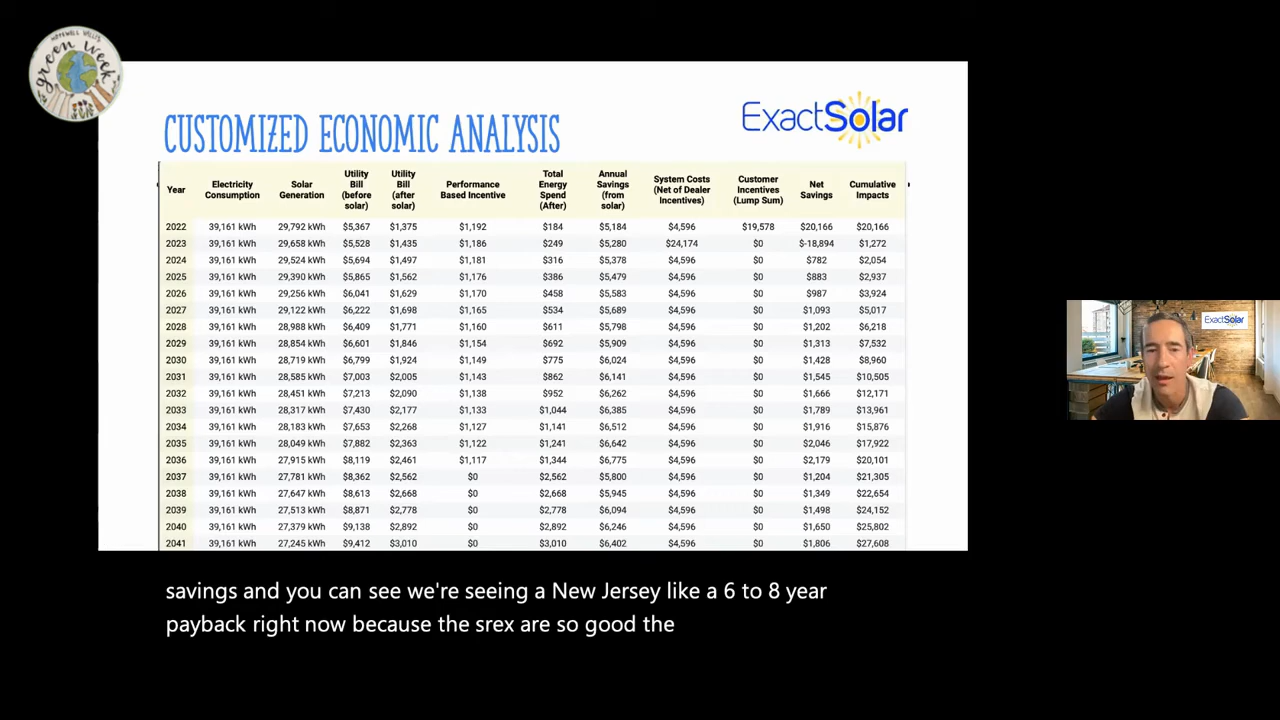 HOPEWELL VALLEY
green week
ExactSolar
CUSTOMIZED ECONOMIC ANALYSIS
Year Electricity Consumption Solar Generation Utility Bill (before solar) Utility Bill (after solar) Performance Based Incentive Total Energy Spend (After) Annual Savings (from solar) System Costs (Net of Dealer Incentives) Customer Incentives (Lump Sum) Net Savings Cumulative Impacts
2022 39,161 kWh 29,792 kWh $5,367 $1,375 $1,192 $184 $5,184 $4,596 $19,578 $20,166 $20,166
2023 39,161 kWh 29,658 kWh $5,528 $1,435 $1,186 $249 $5,280 $24,174 $0 $-18,894 $1,272
2024 39,161 kWh 29,524 kWh $5,694 $1,497 $1,181 $316 $5,378 $4,596 $0 $782 $2,054
2025 39,161 kWh 29,390 kWh $5,865 $1,562 $1,176 $386 $5,479 $4,596 $0 $883 $2,937
2026 39,161 kWh 29,256 kWh $6,041 $1,629 $1,170 $458 $5,583 $4,596 $0 $987 $3,924
2027 39,161 kWh 29,122 kWh $6,222 $1,698 $1,165 $534 $5,689 $4,596 $0 $1,093 $5,017
2028 39,161 kWh 28,988 kWh $6,409 $1,771 $1,160 $611 $5,798 $4,596 $0 $1,202 $6,218
2029 39,161 kWh 28,854 kWh $6,601 $1,846 $1,154 $692 $5,909 $4,596 $0 $1,313 $7,532
2030 39,161 kWh 28,719 kWh $6,799 $1,924 $1,149 $775 $6,024 $4,596 $0 $1,428 $8,960
2031 39,161 kWh 28,585 kWh $7,003 $2,005 $1,143 $862 $6,141 $4,596 $0 $1,545 $10,505
2032 39,161 kWh 28,451 kWh $7,213 $2,090 $1,138 $952 $6,262 $4,596 $0 $1,666 $12,171
2033 39,161 kWh 28,317 kWh $7,430 $2,177 $1,133 $1,044 $6,385 $4,596 $0 $1,789 $13,961
2034 39,161 kWh 28,183 kWh $7,653 $2,268 $1,127 $1,141 $6,512 $4,596 $0 $1,916 $15,876
2035 39,161 kWh 28,049 kWh $7,882 $2,363 $1,122 $1,241 $6,642 $4,596 $0 $2,046 $17,922
2036 39,161 kWh 27,915 kWh $8,119 $2,461 $1,117 $1,344 $6,775 $4,596 $0 $2,179 $20,101
2037 39,161 kWh 27,781 kWh $8,362 $2,562 $0 $2,562 $5,800 $4,596 $0 $1,204 $21,305
2038 39,161 kWh 27,647 kWh $8,613 $2,668 $0 $2,668 $5,945 $4,596 $0 $1,349 $22,654
2039 39,161 kWh 27,513 kWh $8,871 $2,778 $0 $2,778 $6,094 $4,596 $0 $1,498 $24,152
2040 39,161 kWh 27,379 kWh $9,138 $2,892 $0 $2,892 $6,246 $4,596 $0 $1,650 $25,802
2041 39,161 kWh 27,245 kWh $9,412 $3,010 $0 $3,010 $6,402 $4,596 $0 $1,806 $27,608
ExactSolar
savings and you can see we're seeing a New Jersey like a 6 to 8 year
payback right now because the srex are so good the